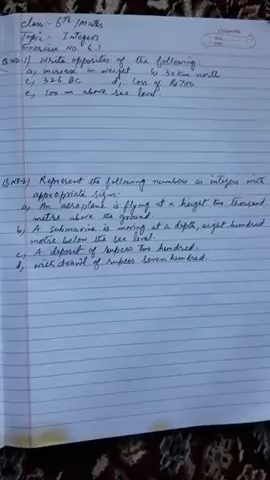 Class:- 6th / Maths
Topic:- Integers
Exercise No. 6.1
Q.No.1) Write opposites of the following:
a, increase in weight b, 30 km north
c, 326 BC d, Loss of Rs 700
e, 100 m above sea level
Q.No.2) Represent the following numbers as integers with
appropriate signs.
a, An aeroplane is flying at a height two thousand
metre above the ground.
b, A submarine is moving at a depth, eight hundred
metre below the sea level.
c, A deposit of rupees two hundred.
d, withdrawl of rupees seven hundred.